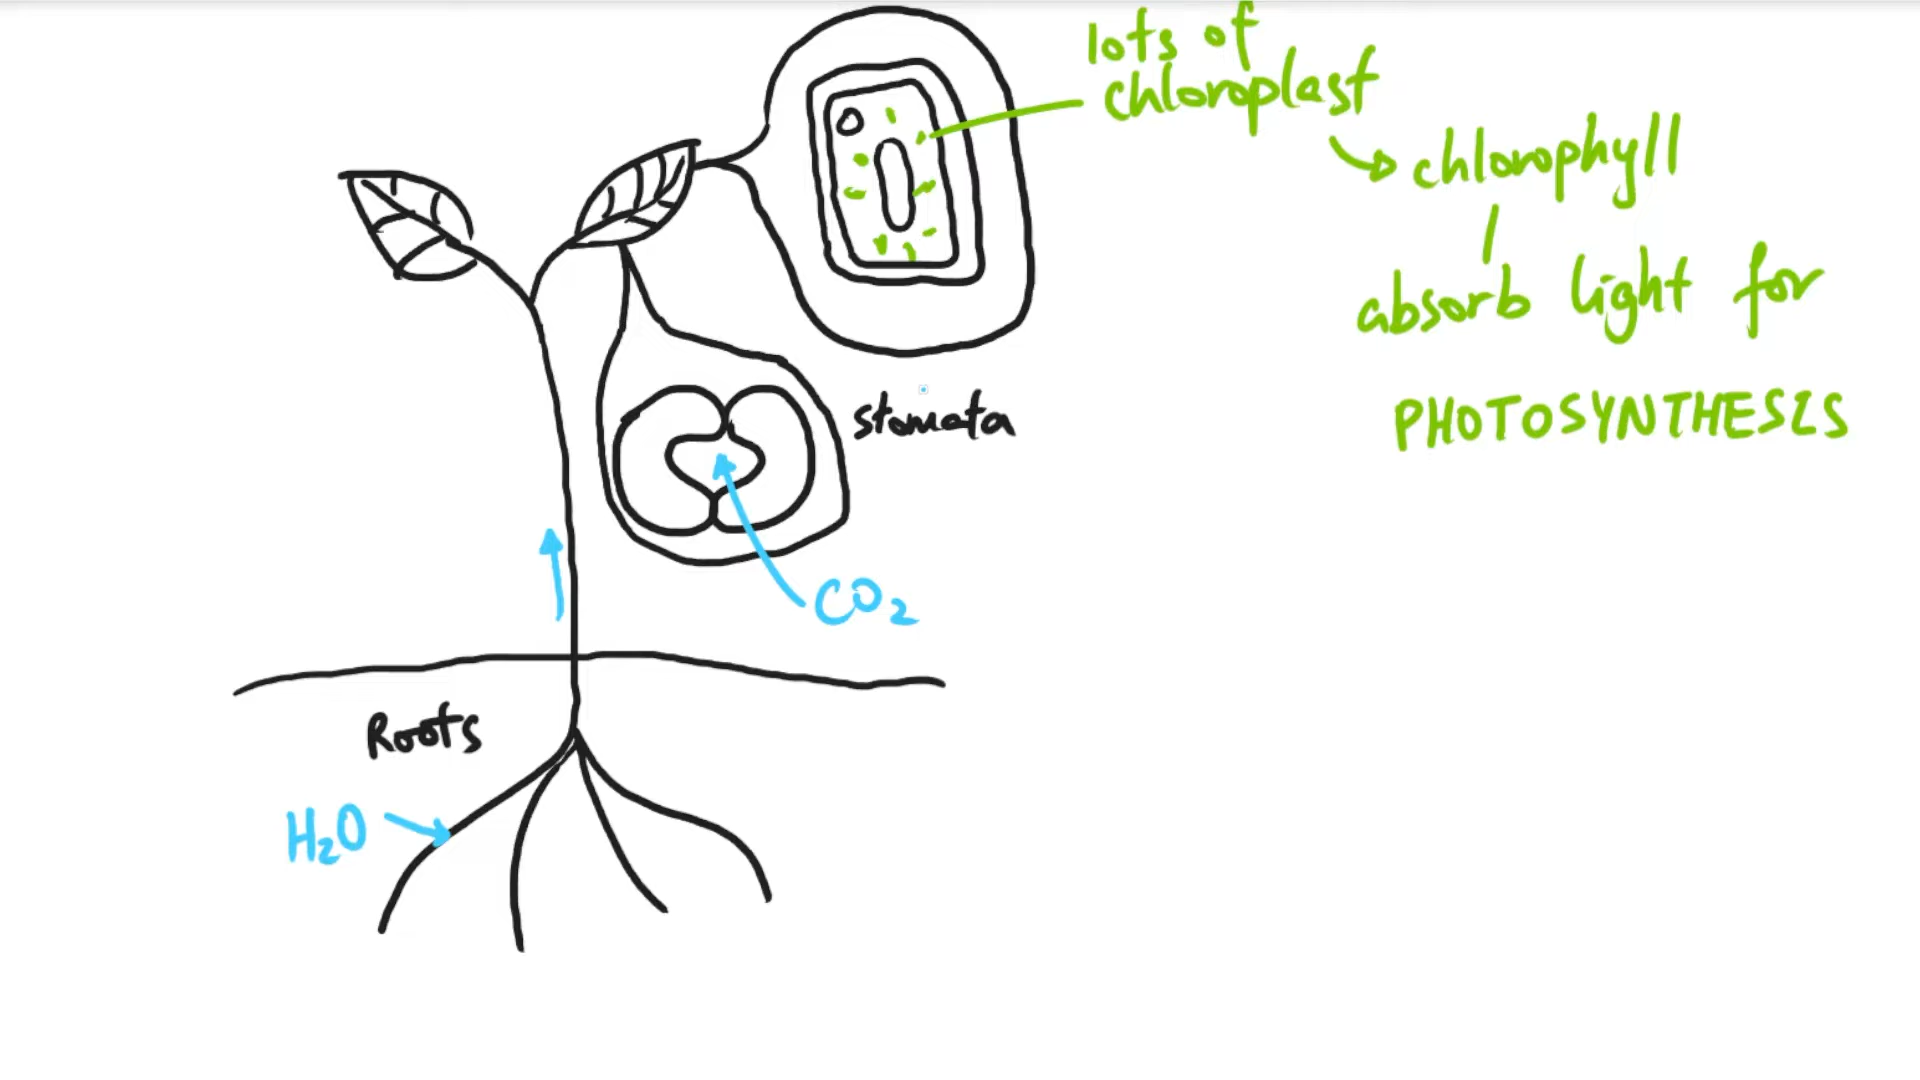 lots of
chloroplast
chlorophyll
absorb light for
PHOTOSYNTHESIS
stomata
CO₂
Roots
H₂O